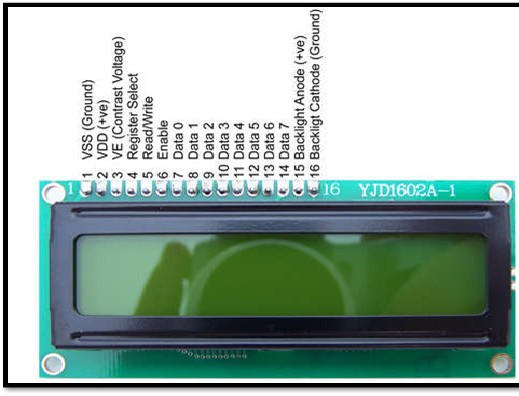 1 VSS (Ground)
2 VDD (+ve)
3 VE (Contrast Voltage)
4 Register Select
5 Read/Write
6 Enable
7 Data 0
8 Data 1
9 Data 2
10 Data 3
11 Data 4
12 Data 5
13 Data 6
14 Data 7
15 Backlight Anode (+ve)
16 Backligt Cathode (Ground)
1
16
YJD1602A-1